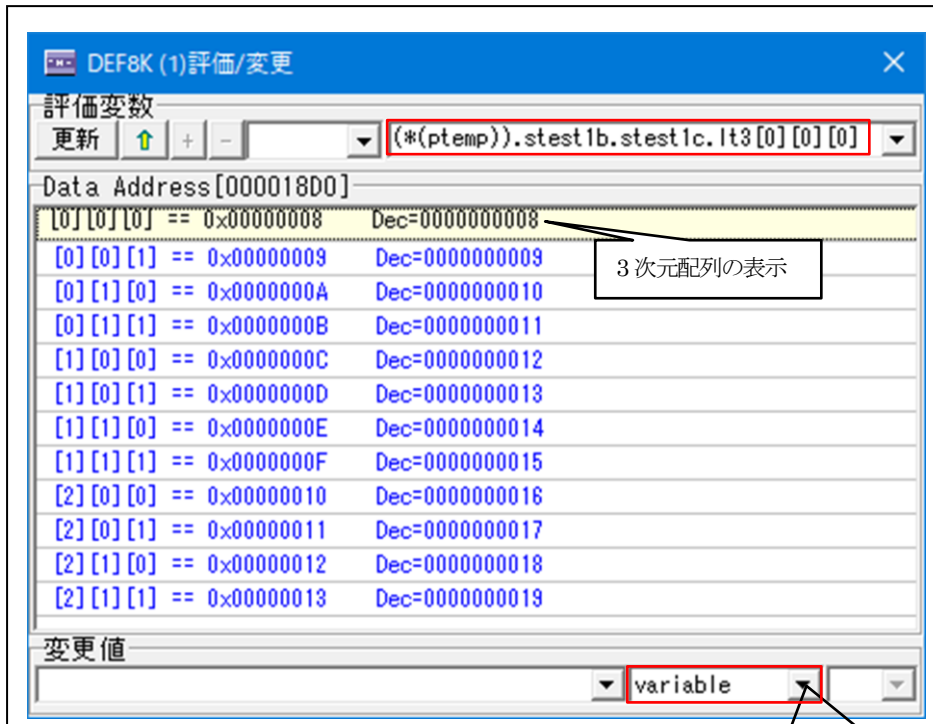 DEF8K (1)評価/変更
評価変数
更新 + - (*(ptemp)).stest1b.stest1c.lt3[0][0][0]
Data Address[000018D0]
[0][0][0] == 0x00000008 Dec=0000000008
[0][0][1] == 0x00000009 Dec=0000000009
3次元配列の表示
[0][1][0] == 0x0000000A Dec=0000000010
[0][1][1] == 0x0000000B Dec=0000000011
[1][0][0] == 0x0000000C Dec=0000000012
[1][0][1] == 0x0000000D Dec=0000000013
[1][1][0] == 0x0000000E Dec=0000000014
[1][1][1] == 0x0000000F Dec=0000000015
[2][0][0] == 0x00000010 Dec=0000000016
[2][0][1] == 0x00000011 Dec=0000000017
[2][1][0] == 0x00000012 Dec=0000000018
[2][1][1] == 0x00000013 Dec=0000000019
変更値
variable